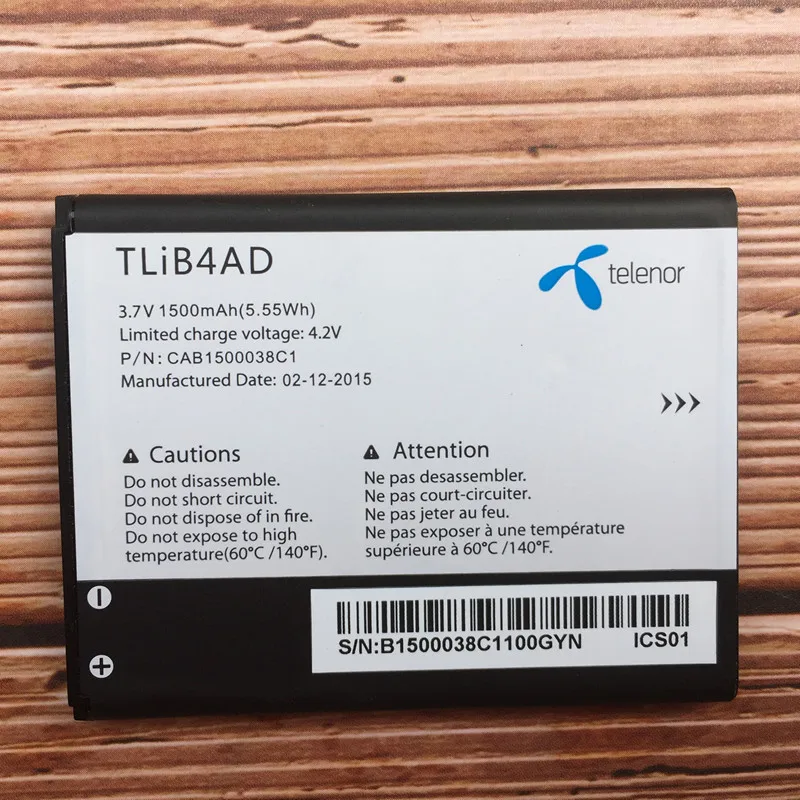 TLiB4AD
telenor
3.7V 1500mAh(5.55Wh)
Limited charge voltage: 4.2V
P/N: CAB1500038C1
Manufactured Date: 02-12-2015
Cautions
Do not disassemble.
Do not short circuit.
Do not dispose of in fire.
Do not expose to high
temperature(60°C /140°F).
Attention
Ne pas desassembler.
Ne pas court-circuiter.
Ne pas jeter au feu.
Ne pas exposer à une température
supérieure à 60°C /140°F.
S/N:B1500038C1100GYN ICS01